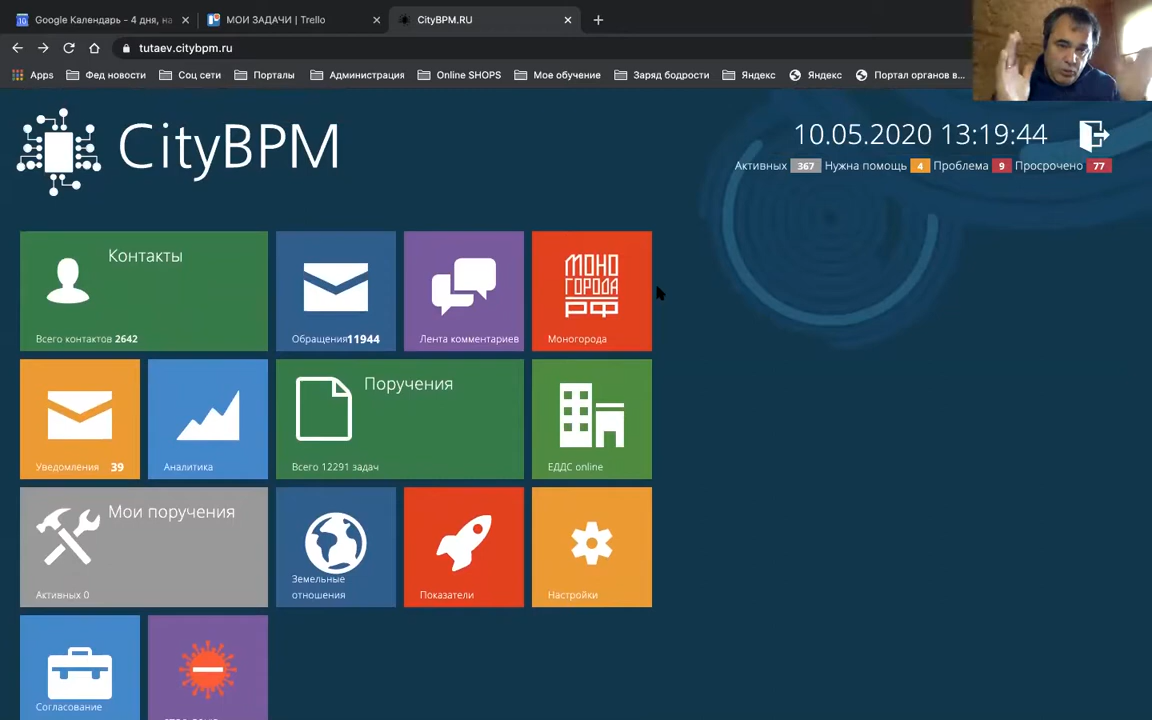 Google Календарь - 4 дня, на
МОИ ЗАДАЧИ | Trello
CityBPM.RU
tutaev.citybpm.ru
Apps
Фед новости
Соц сети
Порталы
Администрация
Online SHOPS
Мое обучение
Заряд бодрости
Яндекс
Яндекс
Портал органов в...
CityBPM
10.05.2020 13:19:44
Активных 367 Нужна помощь 4 Проблема 9 Просрочено 77
Контакты
Всего контактов 2642
Обращения 11944
Лента комментариев
МОНО
ГОРОДА
РФ
Моногорода
Уведомления 39
Аналитика
Поручения
Всего 12291 задач
ЕДДС online
Мои поручения
Активных 0
Земельные
отношения
Показатели
Настройки
Согласование